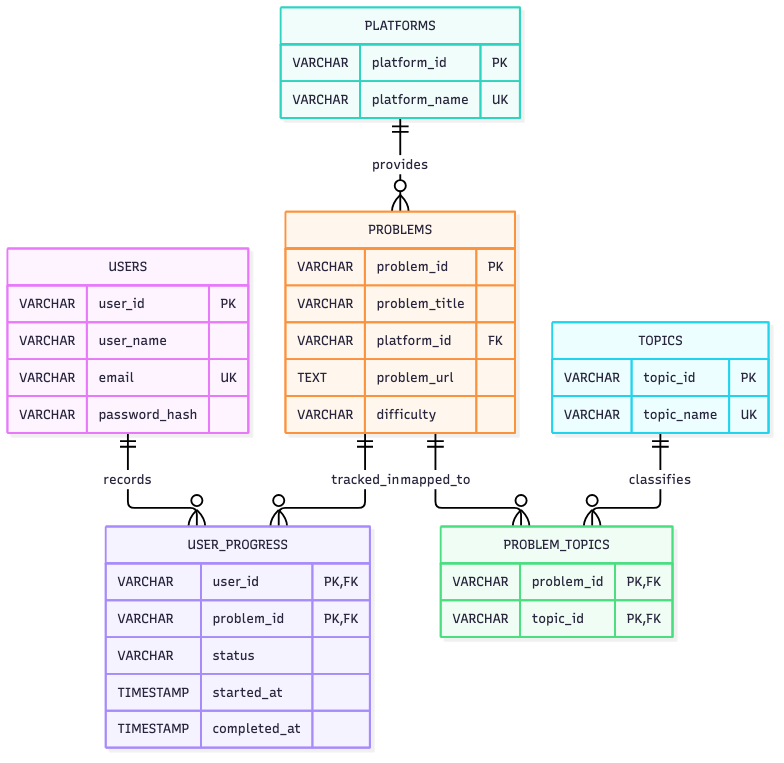 PLATFORMS
VARCHAR platform_id PK
VARCHAR platform_name UK
provides
PROBLEMS
VARCHAR problem_id PK
VARCHAR problem_title
VARCHAR platform_id FK
TEXT problem_url
VARCHAR difficulty
USERS
VARCHAR user_id PK
VARCHAR user_name
VARCHAR email UK
VARCHAR password_hash
TOPICS
VARCHAR topic_id PK
VARCHAR topic_name UK
records
tracked_in
mapped_to
classifies
USER_PROGRESS
VARCHAR user_id PK,FK
VARCHAR problem_id PK,FK
VARCHAR status
TIMESTAMP started_at
TIMESTAMP completed_at
PROBLEM_TOPICS
VARCHAR problem_id PK,FK
VARCHAR topic_id PK,FK